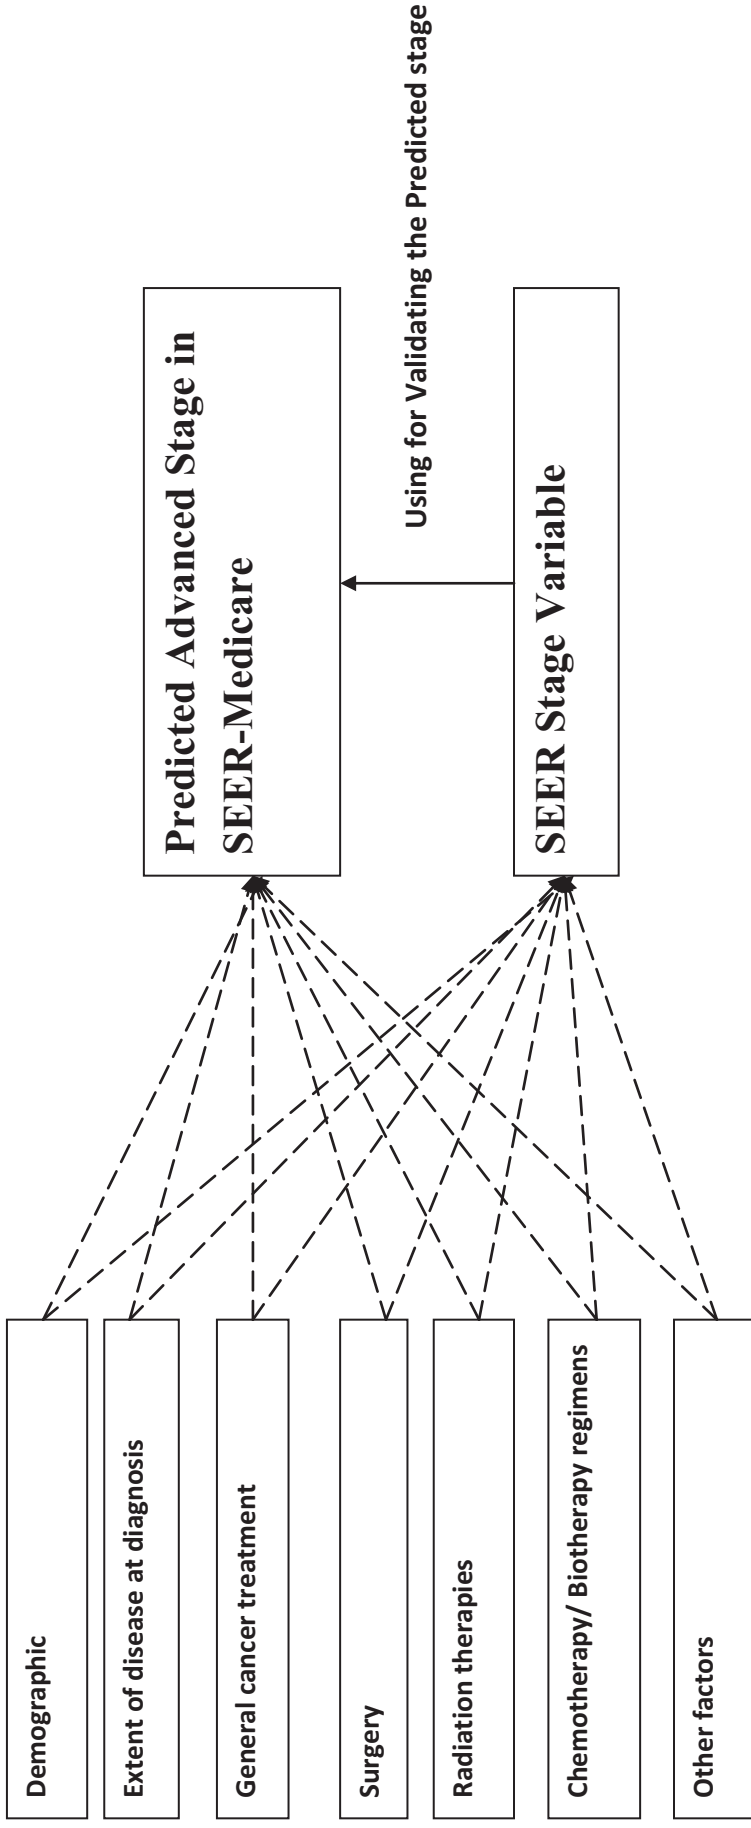 Demographic
Extent of disease at diagnosis
General cancer treatment
Surgery
Radiation therapies
Chemotherapy/ Biotherapy regimens
Other factors
Predicted Advanced Stage in
SEER-Medicare
Using for Validating the Predicted stage
SEER Stage Variable